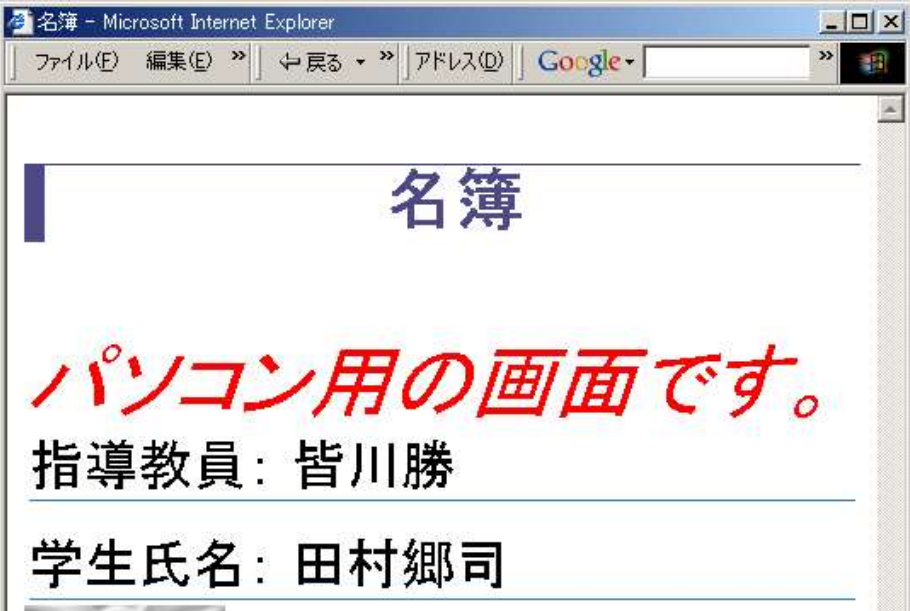 名簿 - Microsoft Internet Explorer
ファイル(F) 編集(E) » 戻る » アドレス(D) Google »
名簿
パソコン用の画面です。
指導教員： 皆川勝
学生氏名： 田村郷司